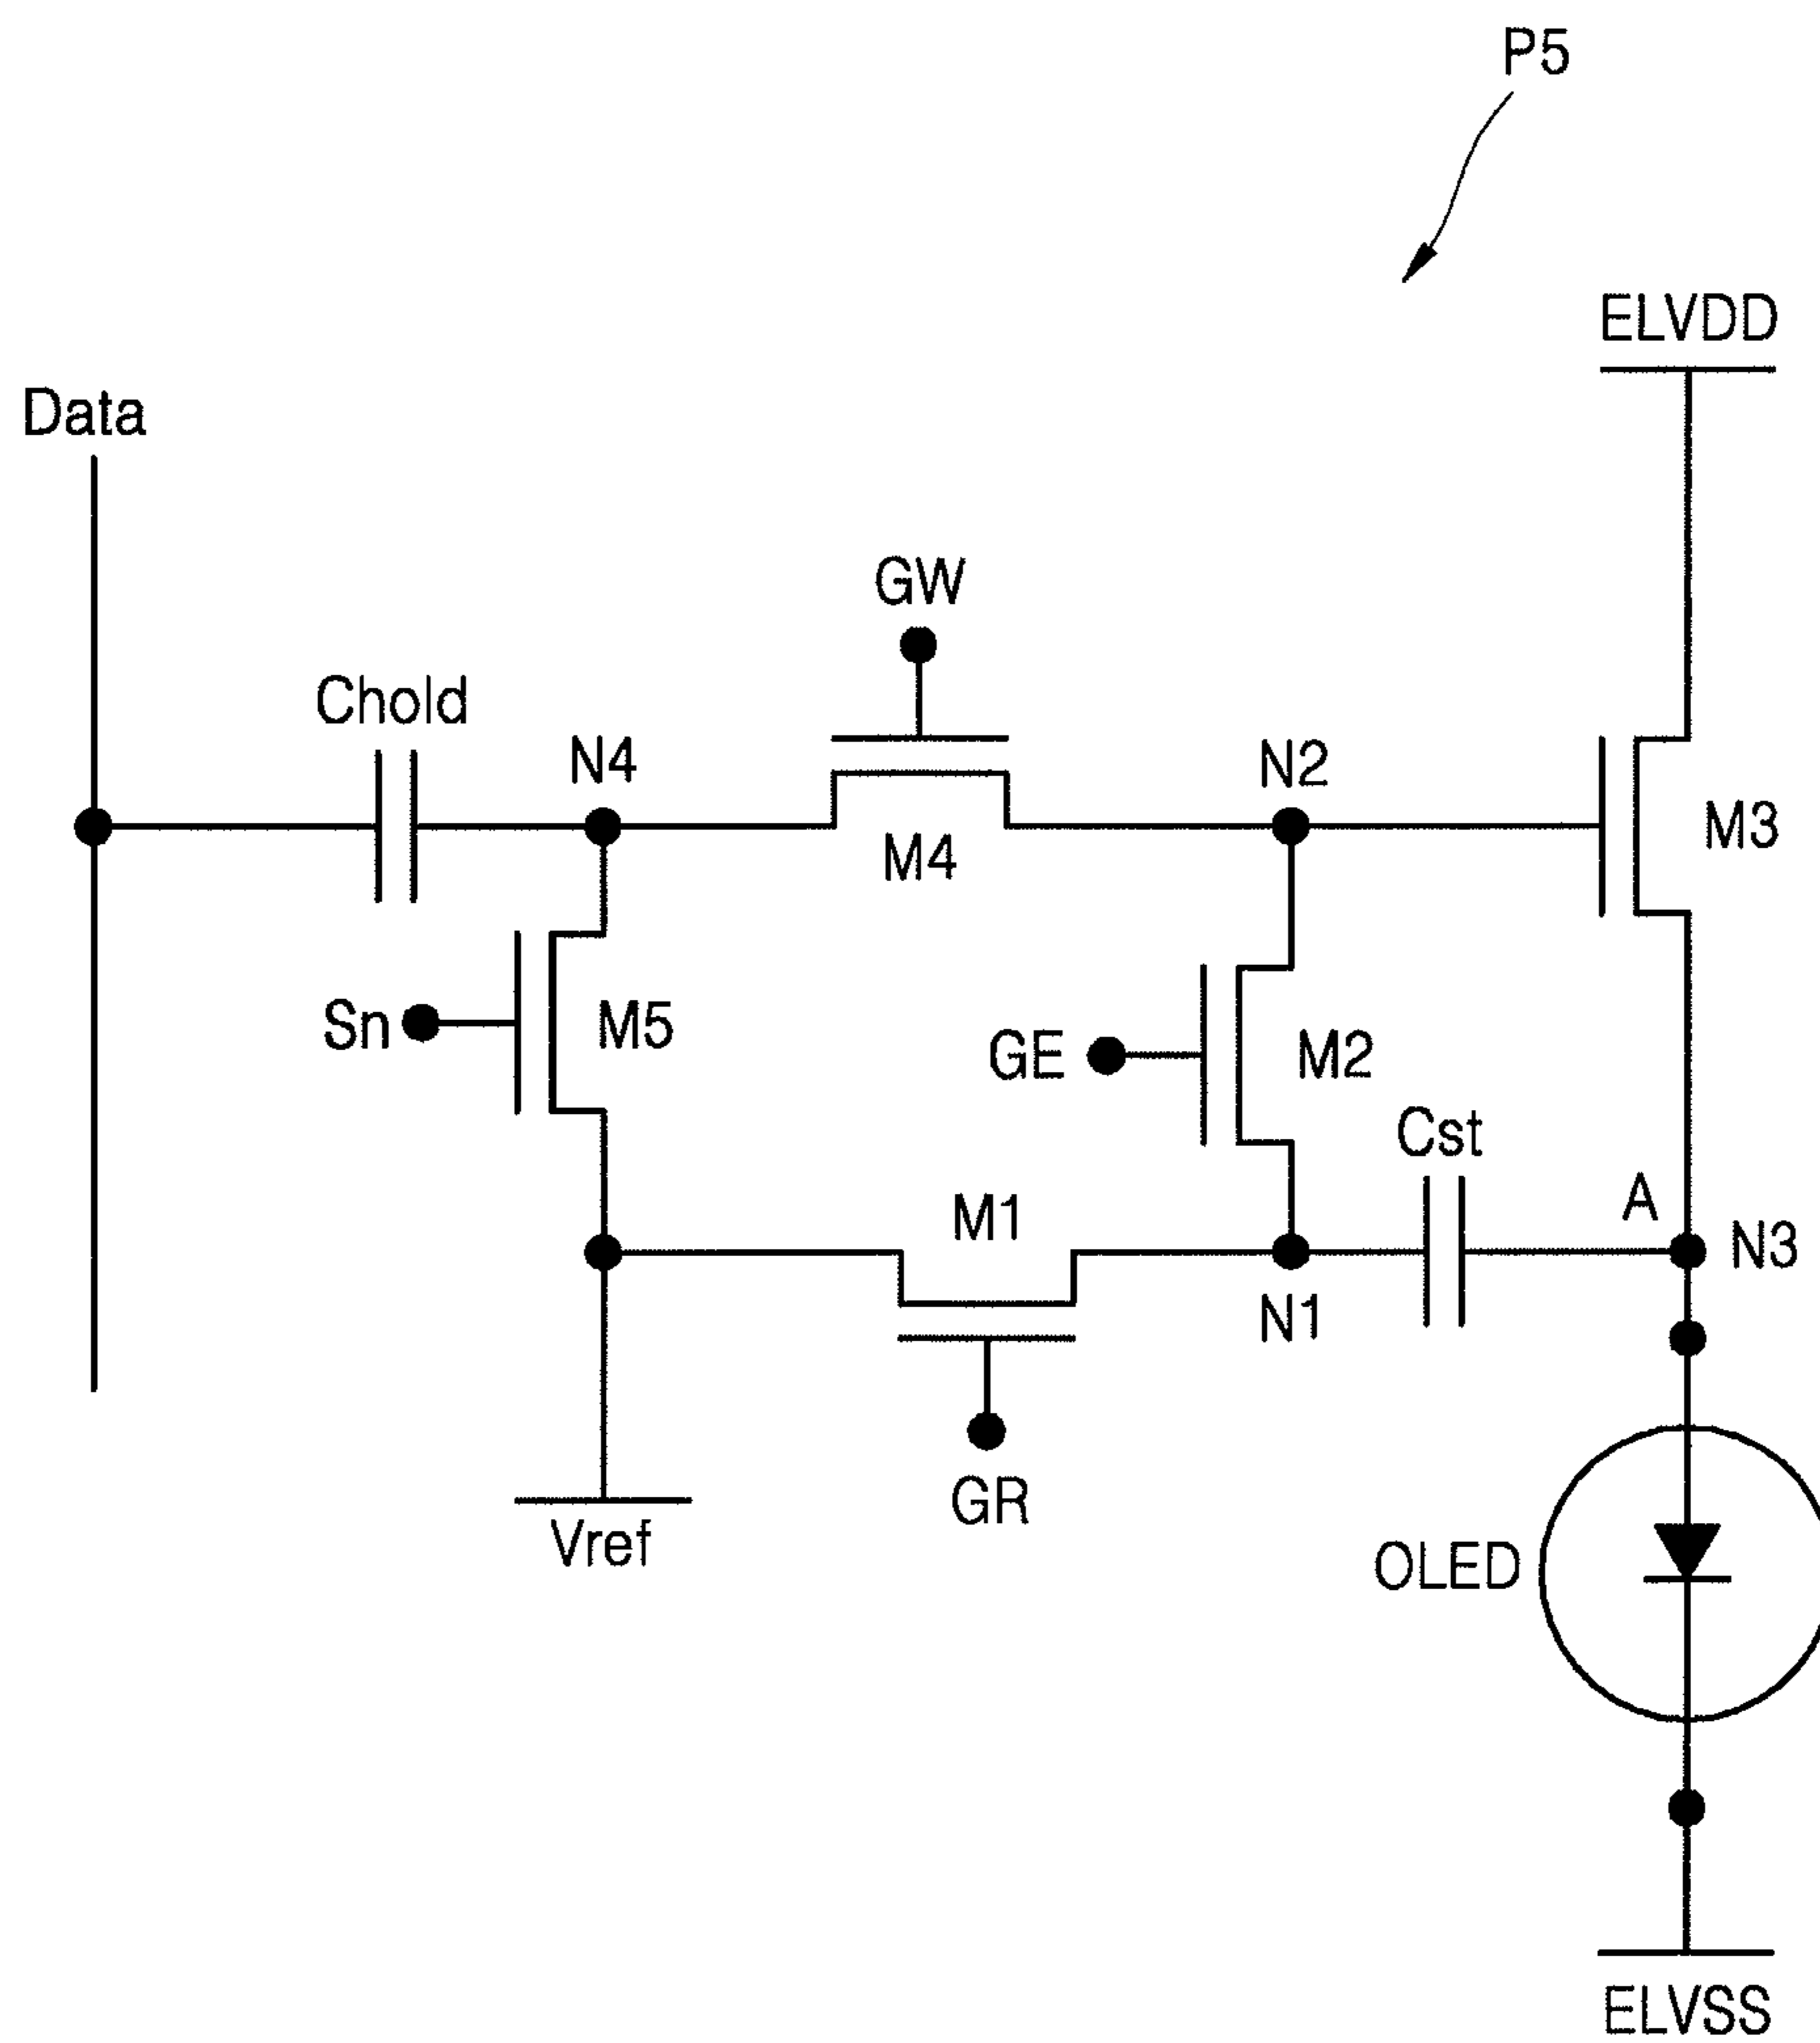 P5
ELVDD
Data
GW
Chold
N4
N2
M4
M3
Sn
M5
GE
M2
Cst
M1
A
N3
N1
GR
Vref
OLED
ELVSS